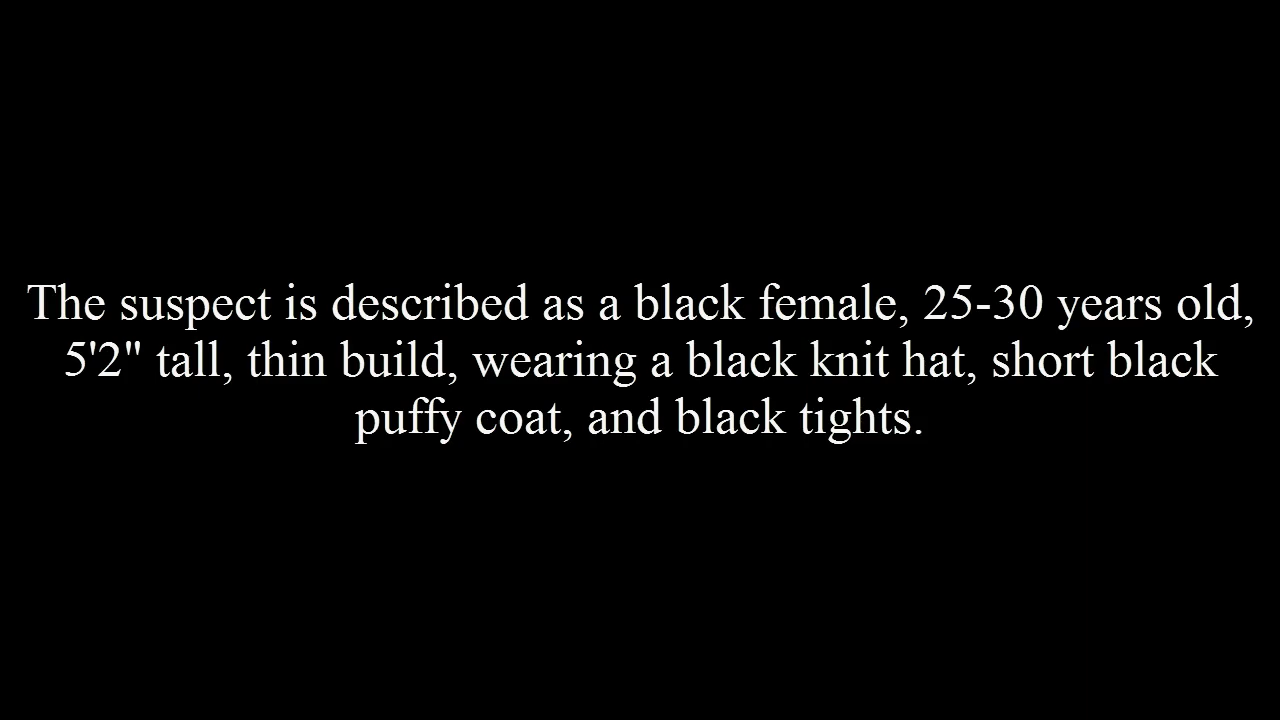 The suspect is described as a black female, 25-30 years old,
5'2" tall, thin build, wearing a black knit hat, short black
puffy coat, and black tights.